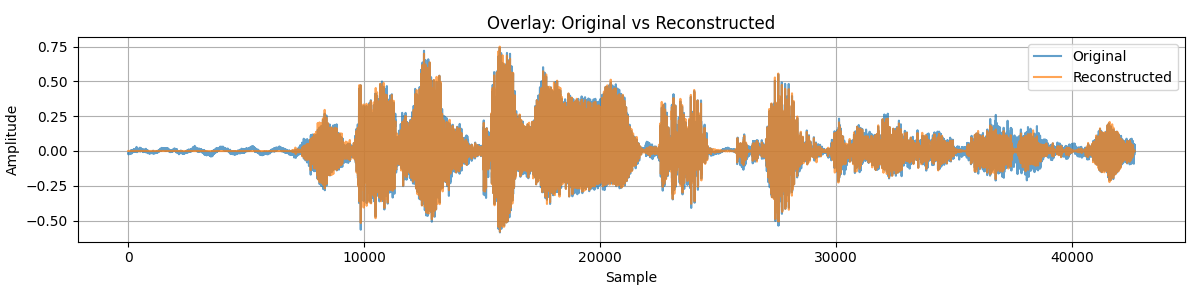 Overlay: Original vs Reconstructed
0.75
0.50
0.25
0.00
−0.25
−0.50
Amplitude
Original
Reconstructed
0
10000
20000
30000
40000
Sample